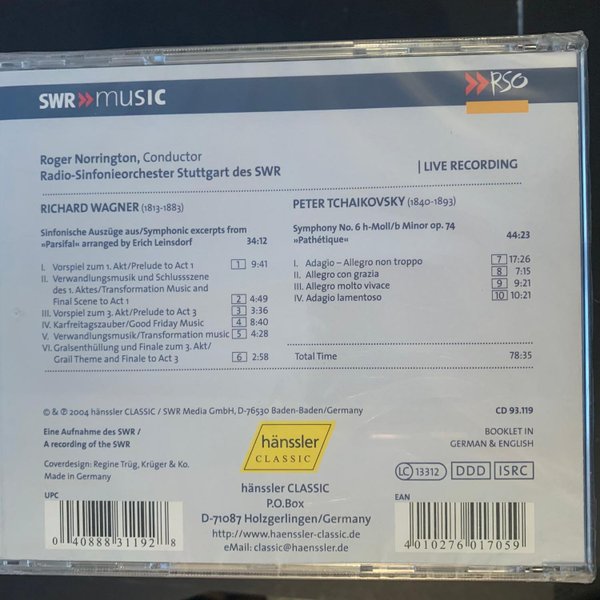 SWR»music
»RSO
Roger Norrington, Conductor
Radio-Sinfonieorchester Stuttgart des SWR
| LIVE RECORDING
RICHARD WAGNER (1813-1883)
Sinfonische Auszüge aus/Symphonic excerpts from
»Parsifal« arranged by Erich Leinsdorf 34:12
I. Vorspiel zum 1. Akt/Prelude to Act 1 1 9:41
II. Verwandlungsmusik und Schlussszene
des 1. Aktes/Transformation Music and
Final Scene to Act 1 2 4:49
III. Vorspiel zum 3. Akt/Prelude to Act 3 3 3:36
IV. Karfreitagszauber/Good Friday Music 4 8:40
V. Verwandlungsmusik/Transformation music 5 4:28
VI. Gralsenthüllung und Finale zum 3. Akt/
Grail Theme and Finale to Act 3 6 2:58
PETER TCHAIKOVSKY (1840-1893)
Symphony No. 6 h-Moll/b Minor op. 74
»Pathétique« 44:23
I. Adagio – Allegro non troppo 7 17:26
II. Allegro con grazia 8 7:15
III. Allegro molto vivace 9 9:21
IV. Adagio lamentoso 10 10:21
Total Time 78:35
© & ℗ 2004 hänssler CLASSIC / SWR Media GmbH, D-76530 Baden-Baden/Germany
CD 93.119
Eine Aufnahme des SWR /
A recording of the SWR
Coverdesign: Regine Trüg, Krüger & Ko.
Made in Germany
hänssler
CLASSIC
BOOKLET IN
GERMAN & ENGLISH
LC 13312 DDD ISRC
hänssler CLASSIC
P.O.Box
D-71087 Holzgerlingen/Germany
http://www.haenssler-classic.de
eMail: classic@haenssler.de
UPC
0 40888 31192 8
EAN
4 010276 017059